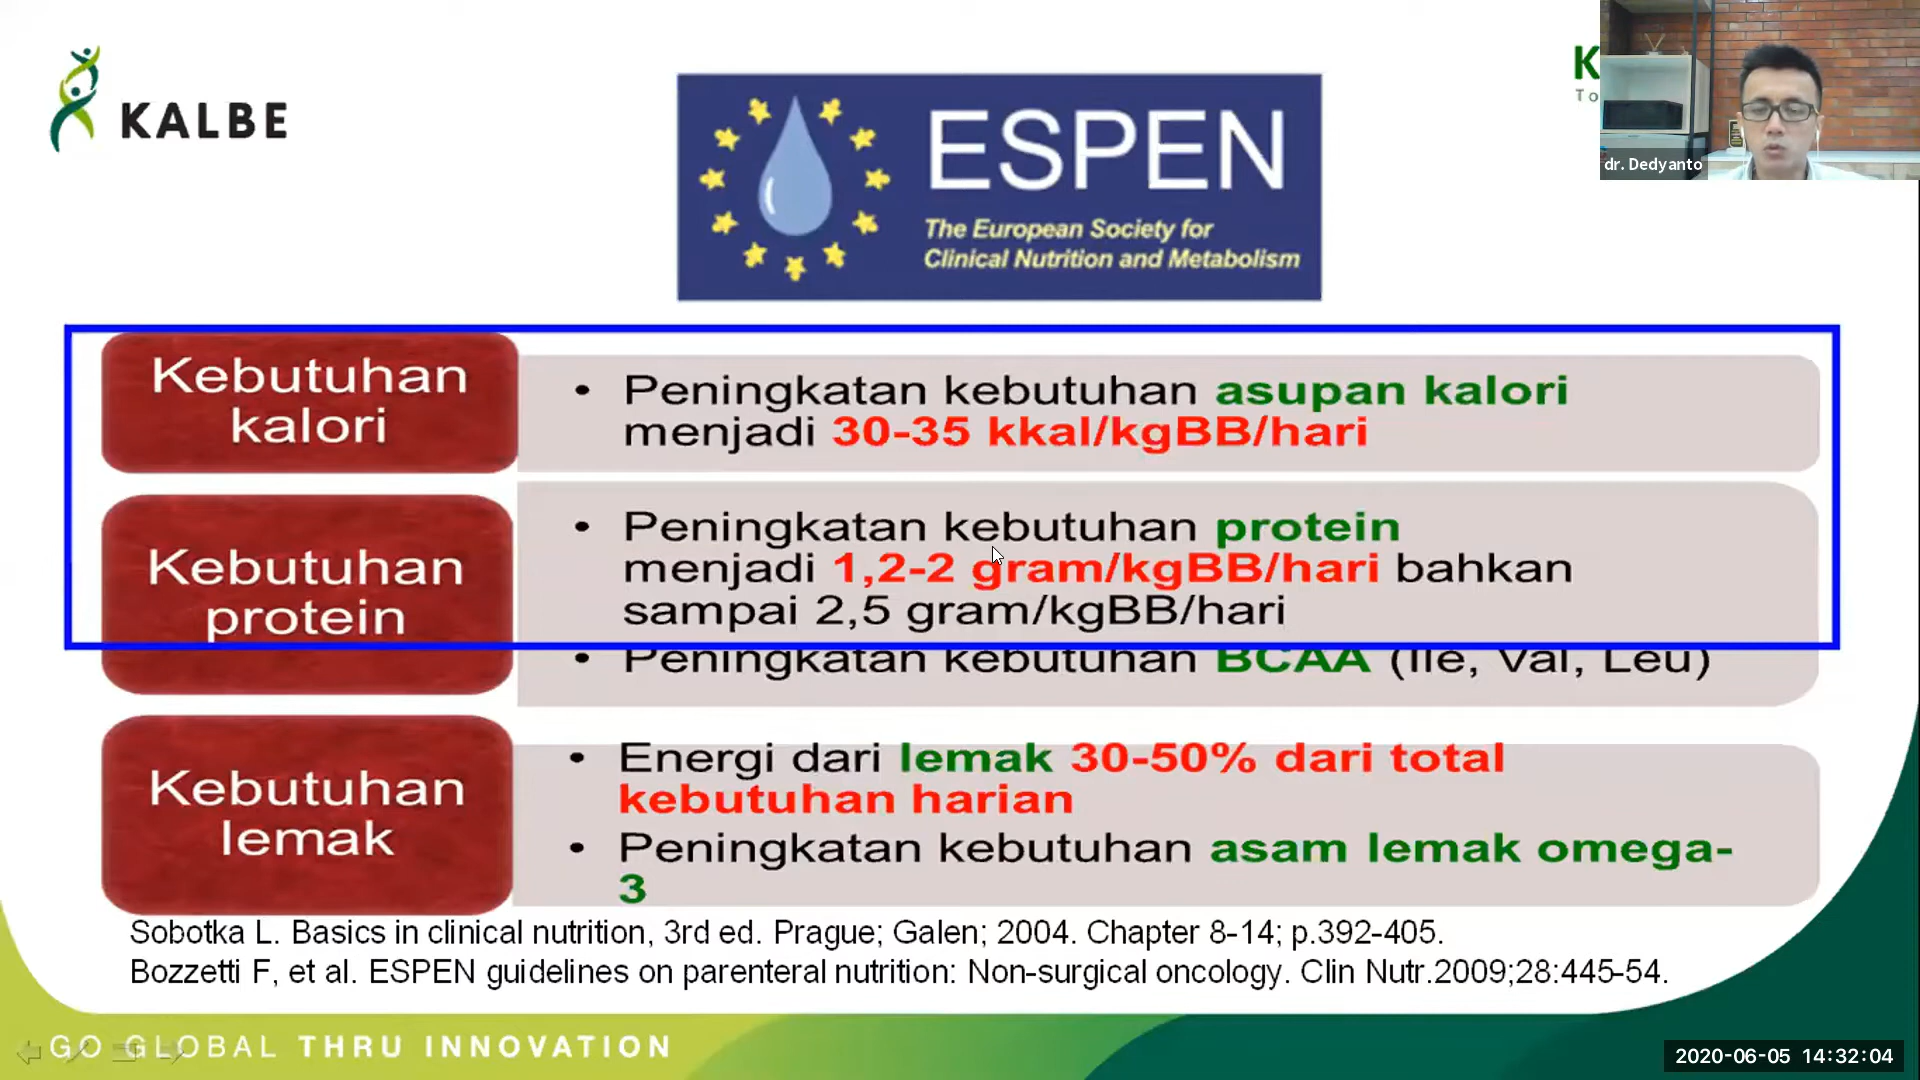 KALBE
ESPEN
The European Society for
Clinical Nutrition and Metabolism
K
To
dr. Dedyanto
Kebutuhan
kalori
• Peningkatan kebutuhan asupan kalori
menjadi 30-35 kkal/kgBB/hari
Kebutuhan
protein
• Peningkatan kebutuhan protein
menjadi 1,2-2 gram/kgBB/hari bahkan
sampai 2,5 gram/kgBB/hari
• Peningkatan kebutuhan BCAA (Ile, Val, Leu)
Kebutuhan
lemak
• Energi dari lemak 30-50% dari total
kebutuhan harian
• Peningkatan kebutuhan asam lemak omega-
3
Sobotka L. Basics in clinical nutrition, 3rd ed. Prague; Galen; 2004. Chapter 8-14; p.392-405.
Bozzetti F, et al. ESPEN guidelines on parenteral nutrition: Non-surgical oncology. Clin Nutr.2009;28:445-54.
GO GLOBAL THRU INNOVATION
2020-06-05 14:32:04